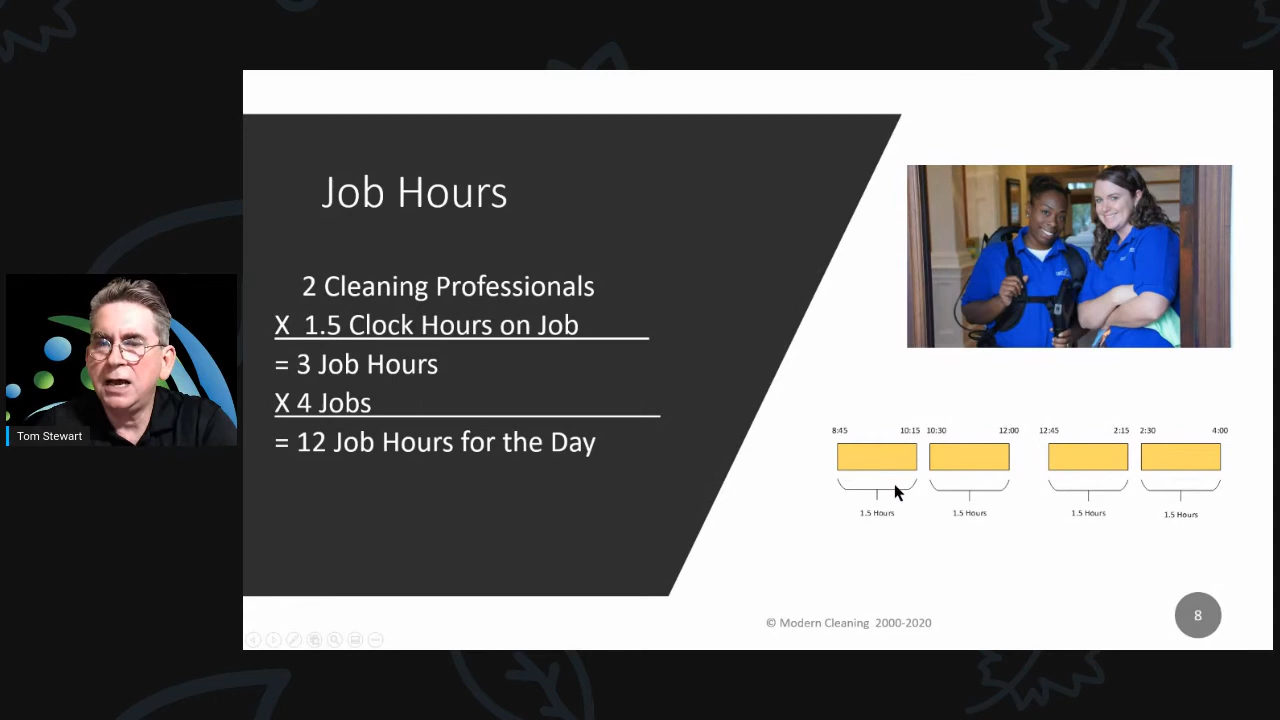 Job Hours
2 Cleaning Professionals
X 1.5 Clock Hours on Job
= 3 Job Hours
X 4 Jobs
= 12 Job Hours for the Day
Tom Stewart
8:45 10:15 10:30 12:00 12:45 2:15 2:30 4:00
1.5 Hours 1.5 Hours 1.5 Hours 1.5 Hours
© Modern Cleaning 2000-2020
8